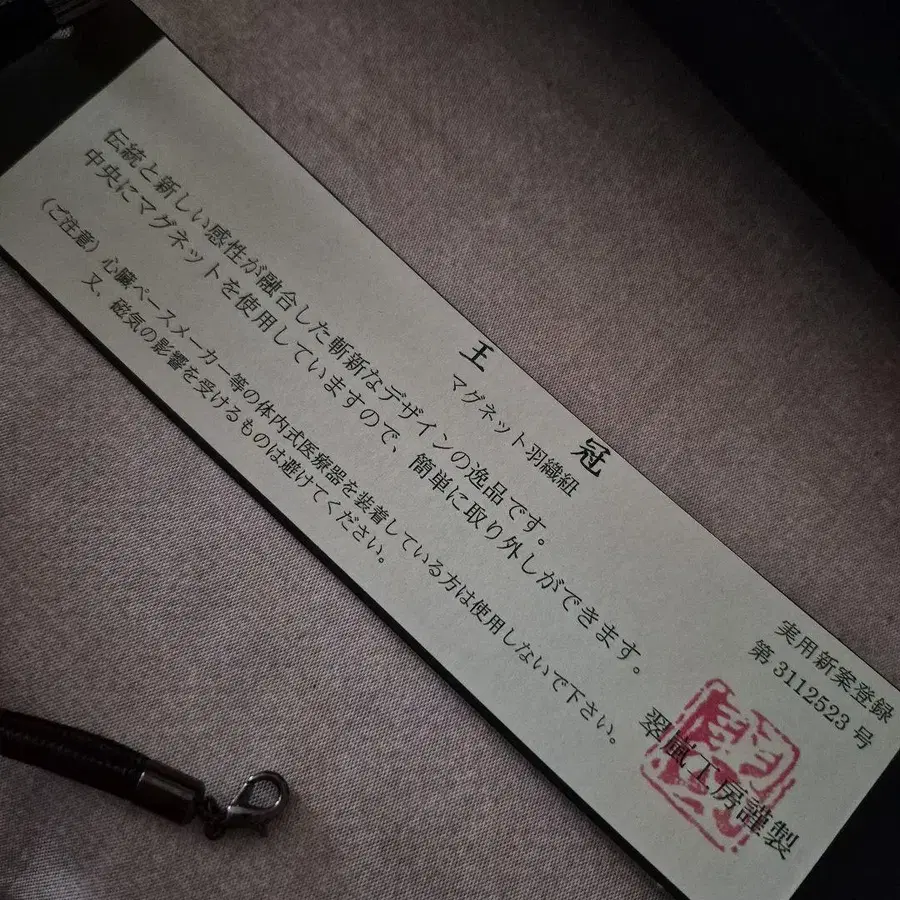 王冠
マグネット羽織紐
伝統と新しい感性が融合した斬新なデザインの逸品です。
中央にマグネットを使用していますので、簡単に取り外しができます。
（ご注意）心臓ペースメーカー等の体内式医療器を装着している方は使用しないで下さい。
又、磁気の影響を受けるものは避けてください。
実用新案登録
第3112523号
翠嵐工房謹製